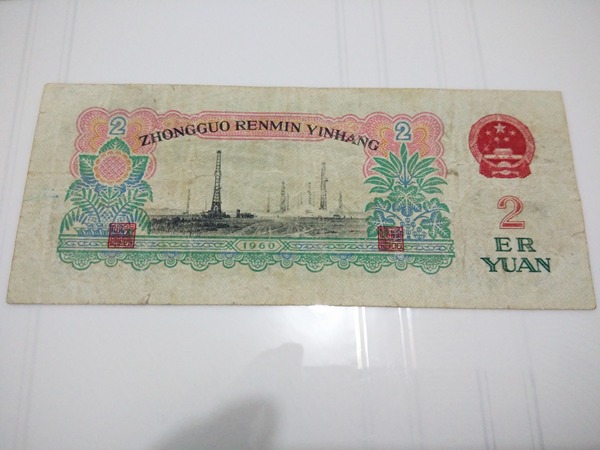 2
2
ZHONGGUO RENMIN YINHANG
1960
2
ER
YUAN